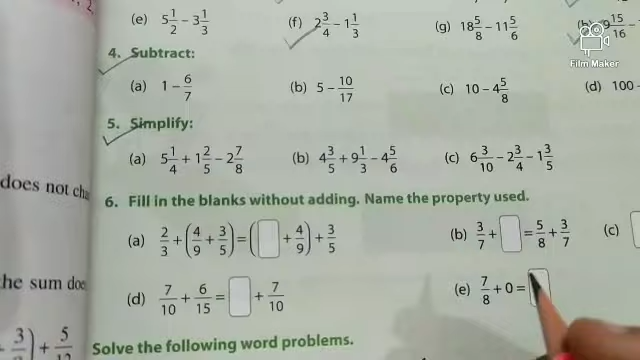 (e) 5 1/2 − 3 1/3 (f) 2 3/4 − 1 1/3 (g) 18 5/8 − 11 5/6 (h) 9 15/16 −
4. Subtract:
(a) 1 − 6/7 (b) 5 − 10/17 (c) 10 − 4 5/8 (d) 100 −
5. Simplify:
(a) 5 1/4 + 1 2/5 − 2 7/8 (b) 4 3/5 + 9 1/3 − 4 5/6 (c) 6 3/10 − 2 3/4 − 1 3/5
6. Fill in the blanks without adding. Name the property used.
(a) 2/3 + (4/9 + 3/5) = (□ + 4/9) + 3/5 (b) 3/7 + □ = 5/8 + 3/7 (c) □
(d) 7/10 + 6/15 = □ + 7/10 (e) 7/8 + 0 = □
Solve the following word problems.
does not
the sum
3) + 5/
Film Maker